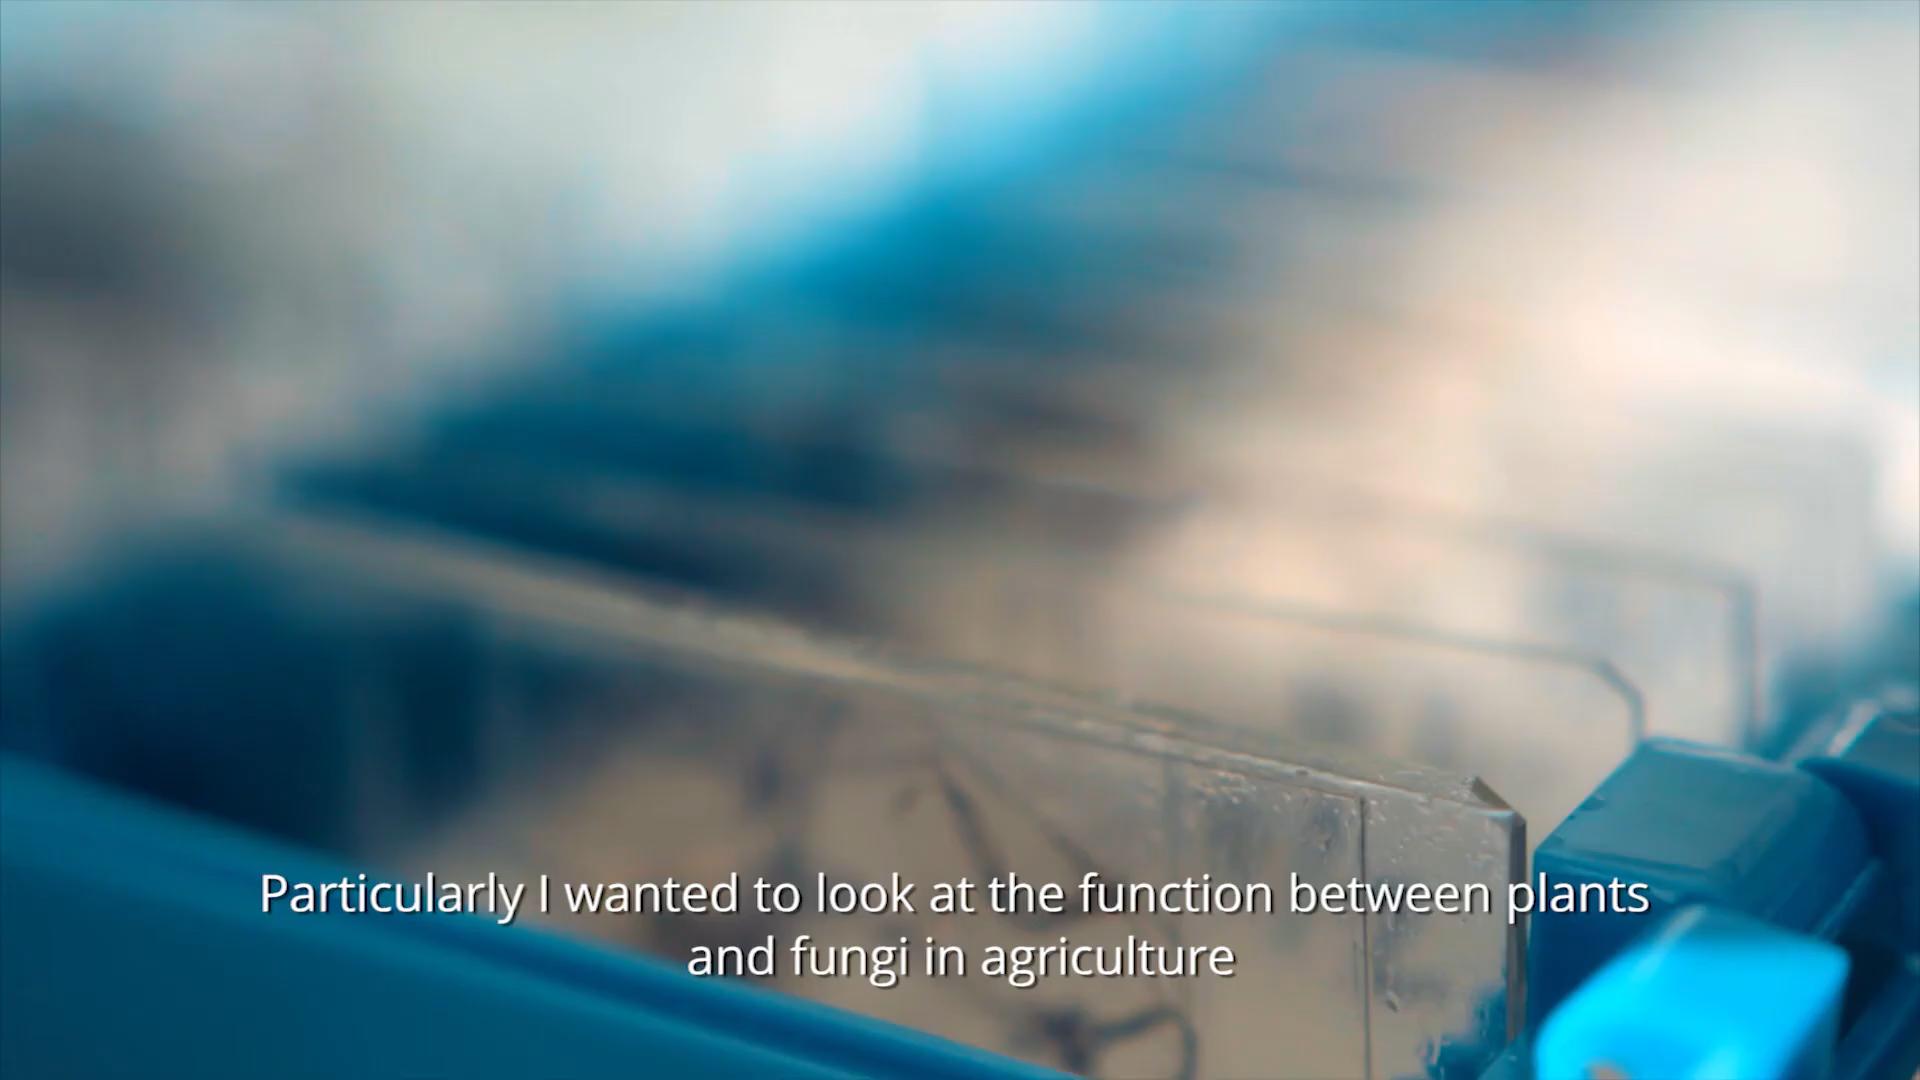 Particularly I wanted to look at the function between plants
and fungi in agriculture